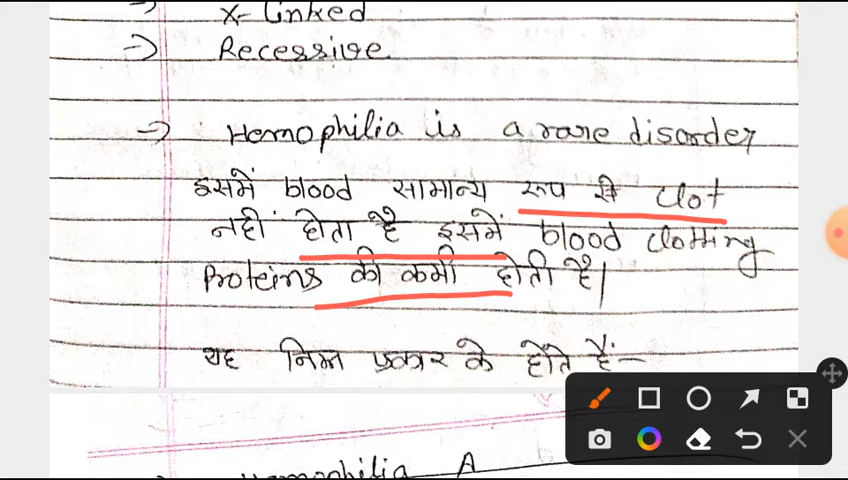 → X-Linked
→ Recessive
→ Hemophilia is a rare disorder
इसमें blood सामान्य रूप से clot
नहीं होता है इसमें blood clotting
Proteins की कमी होती है।
यह निम्न प्रकार के होते हैं—
Hemophilia A